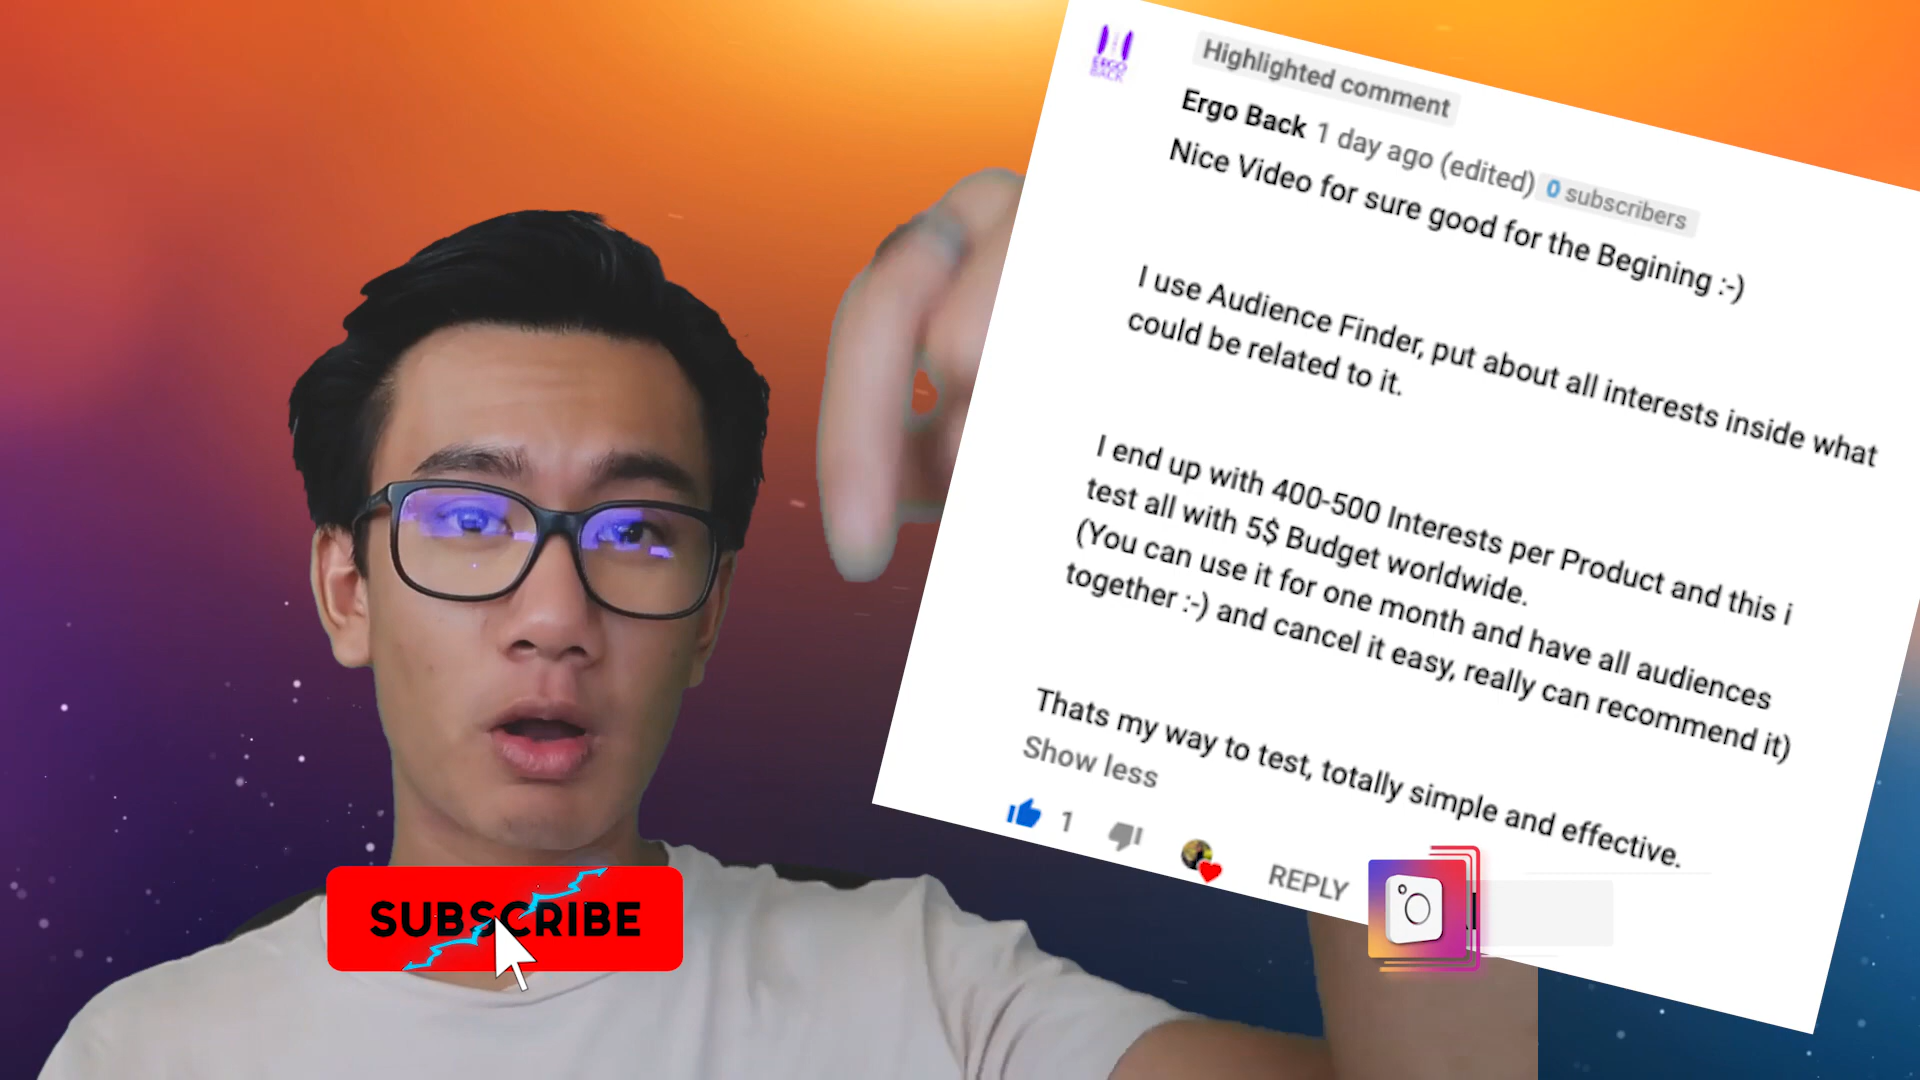 ERGO
BACK
Highlighted comment
Ergo Back 1 day ago (edited) 0 subscribers
Nice Video for sure good for the Begining :-)
I use Audience Finder, put about all interests inside what
could be related to it.
I end up with 400-500 Interests per Product and this i
test all with 5$ Budget worldwide.
(You can use it for one month and have all audiences
together :-) and cancel it easy, really can recommend it)
Thats my way to test, totally simple and effective.
Show less
1
REPLY
SUBSCRIBE